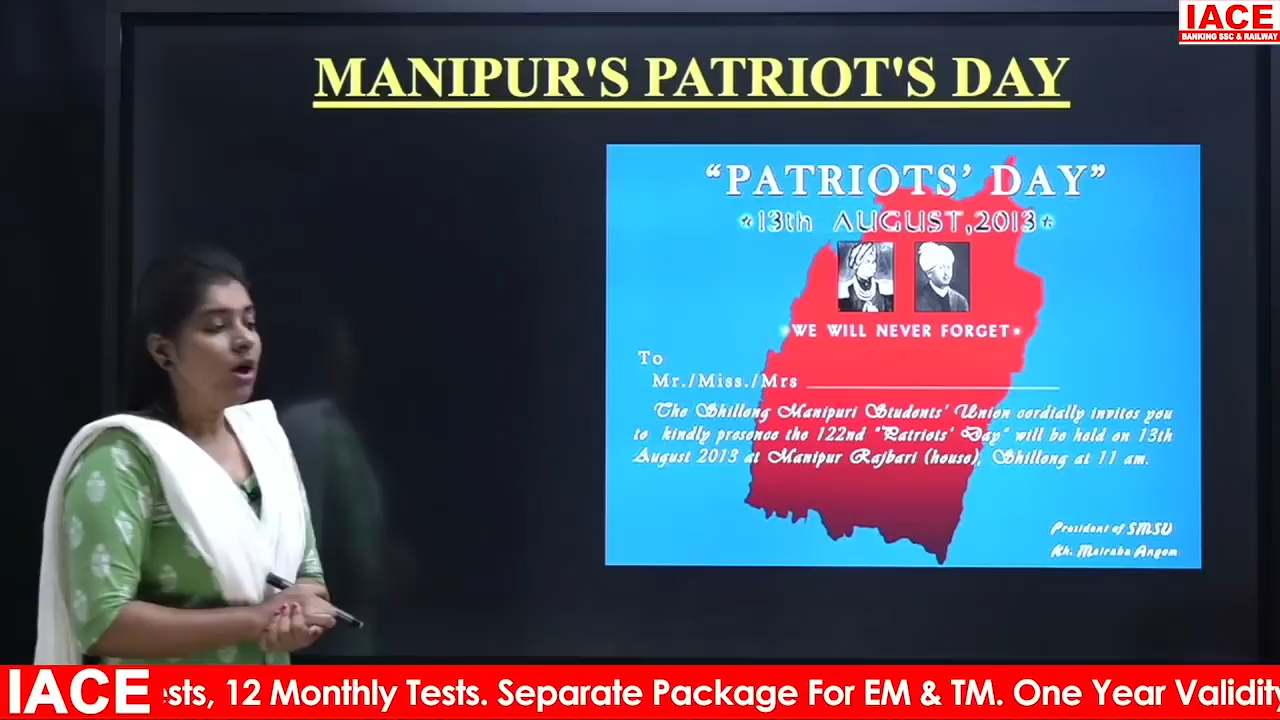 IACE
BANKING SSC & RAILWAY
MANIPUR'S PATRIOT'S DAY
“PATRIOTS’ DAY”
13th AUGUST,2013
WE WILL NEVER FORGET
To
Mr./Miss./Mrs
The Shillong Manipuri Students' Union cordially invites you
to kindly presence the 122nd "Patriots' Day" will be held on 13th
August 2013 at Manipur Rajbari (house), Shillong at 11 am.
President of SMSU
Kh. Meiraba Angom
IACE sts, 12 Monthly Tests. Separate Package For EM & TM. One Year Validity